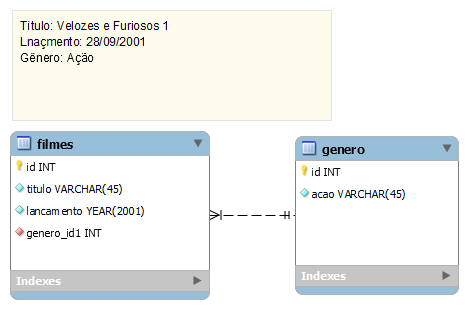 Titulo: Velozes e Furiosos 1
Lnaçmento: 28/09/2001
Gênero: Ação
filmes
id INT
titulo VARCHAR(45)
lancamento YEAR(2001)
genero_id1 INT
Indexes
genero
id INT
acao VARCHAR(45)
Indexes